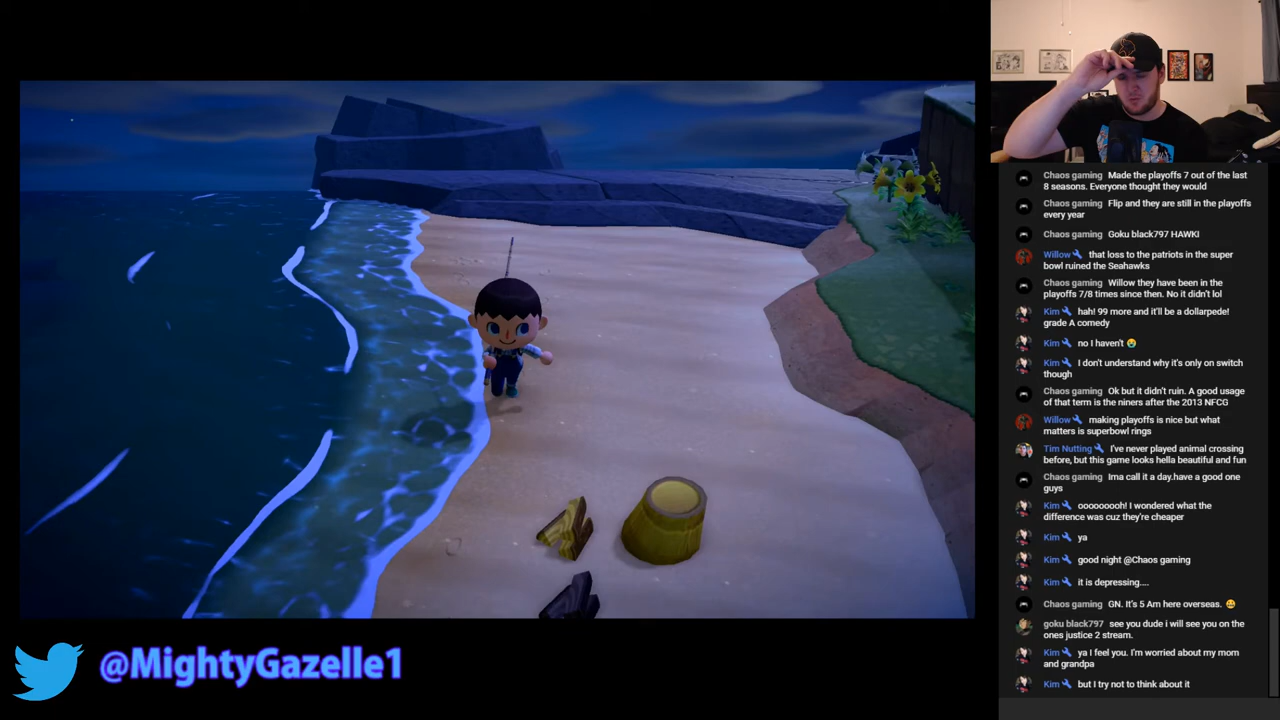 Chaos gaming Made the playoffs 7 out of the last
8 seasons. Everyone thought they would
Chaos gaming Flip and they are still in the playoffs
every year
Chaos gaming Goku black797 HAWK!
Willow that loss to the patriots in the super
bowl ruined the Seahawks
Chaos gaming Willow they have been in the
playoffs 7/8 times since then. No it didn't lol
Kim hah! 99 more and it'll be a dollarpede!
grade A comedy
Kim no I haven't 😭
Kim I don't understand why it's only on switch
though
Chaos gaming Ok but it didn't ruin. A good usage
of that term is the niners after the 2013 NFCG
Willow making playoffs is nice but what
matters is superbowl rings
Tim Nutting I've never played animal crossing
before, but this game looks hella beautiful and fun
Chaos gaming Ima call it a day.have a good one
guys
Kim ooooooooh! I wondered what the
difference was cuz they're cheaper
Kim ya
Kim good night @Chaos gaming
Kim it is depressing....
Chaos gaming GN. It's 5 Am here overseas. 😃
goku black797 see you dude i will see you on the
ones justice 2 stream.
Kim ya I feel you. I'm worried about my mom
and grandpa
Kim but I try not to think about it
@MightyGazelle1